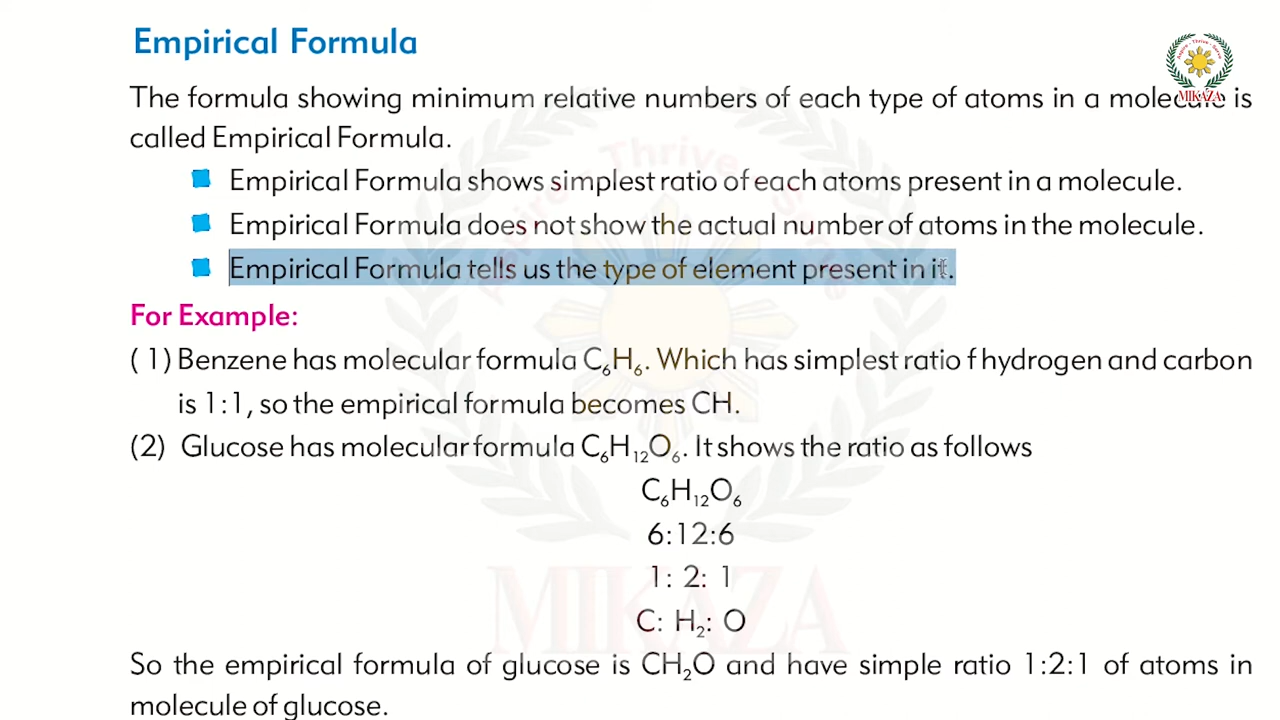 Empirical Formula
Aspire - Thrive - Serve
MIKAZA
The formula showing minimum relative numbers of each type of atoms in a molecule is
called Empirical Formula.
Empirical Formula shows simplest ratio of each atoms present in a molecule.
Empirical Formula does not show the actual number of atoms in the molecule.
Empirical Formula tells us the type of element present in it.
For Example:
( 1) Benzene has molecular formula C₆H₆. Which has simplest ratio f hydrogen and carbon
is 1:1, so the empirical formula becomes CH.
(2) Glucose has molecular formula C₆H₁₂O₆. It shows the ratio as follows
C₆H₁₂O₆
6:12:6
1: 2: 1
C: H₂: O
MIKAZA
So the empirical formula of glucose is CH₂O and have simple ratio 1:2:1 of atoms in
molecule of glucose.